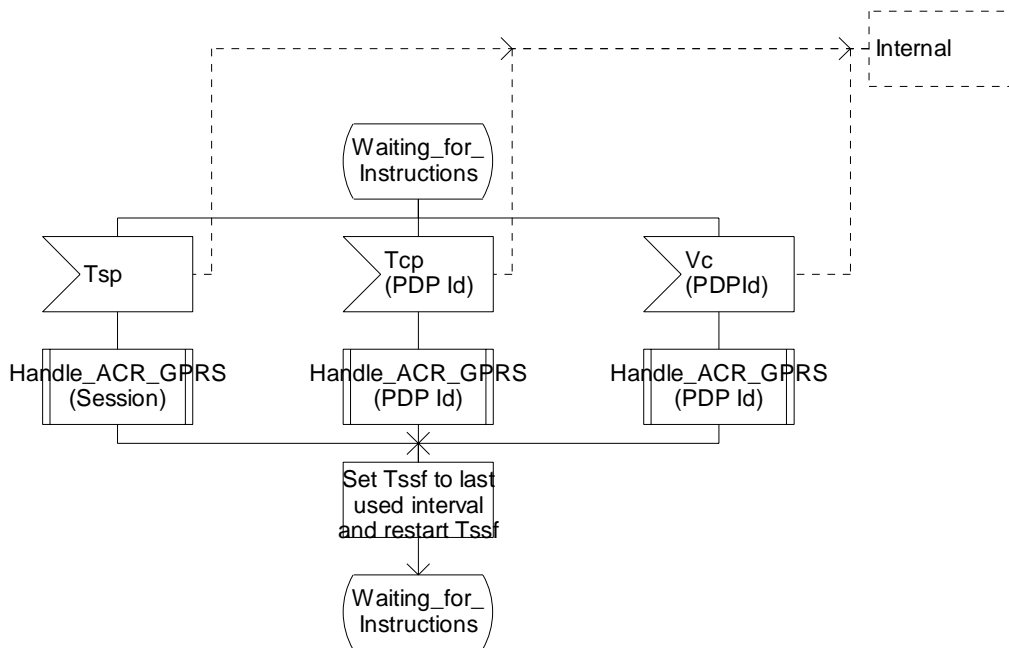 Internal
Waiting_for_
Instructions
Tsp
Tcp
(PDP Id)
Vc
(PDPId)
Handle_ACR_GPRS
(Session)
Handle_ACR_GPRS
(PDP Id)
Handle_ACR_GPRS
(PDP Id)
Set Tssf to last
used interval
and restart Tssf
Waiting_for_
Instructions